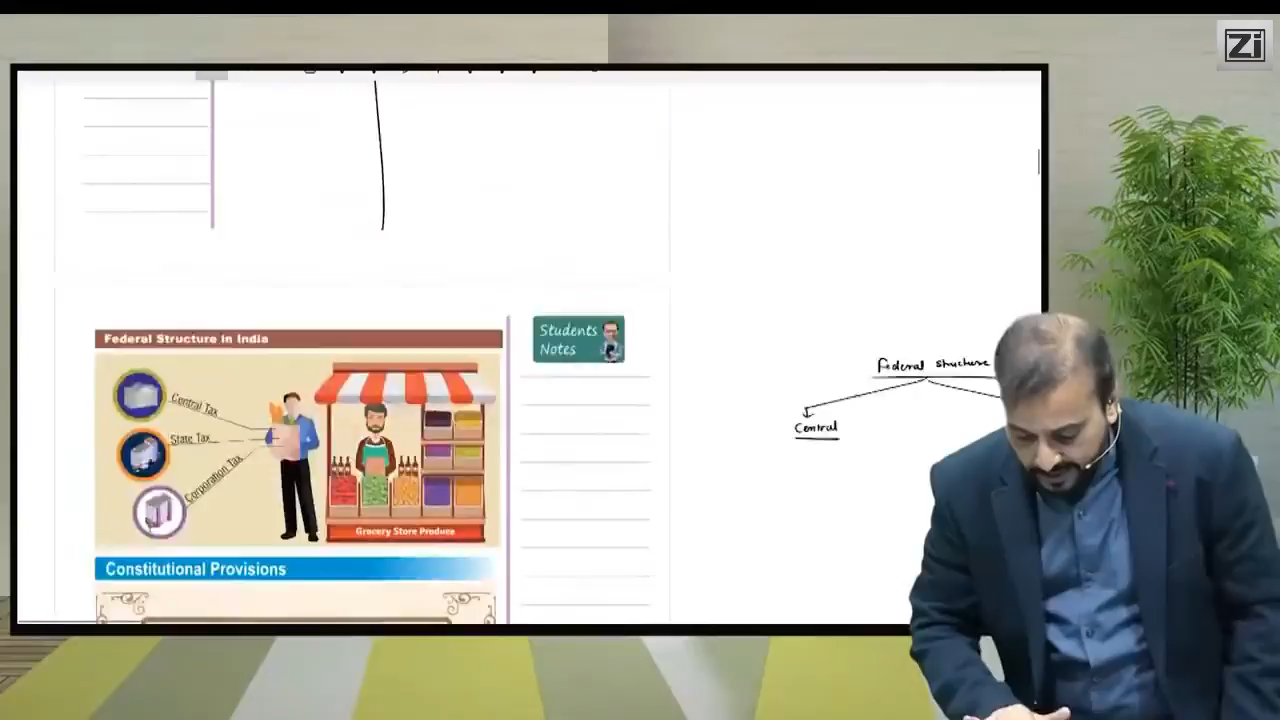 Zi
Federal Structure in India
Central Tax
State Tax
Corporation Tax
Grocery Store Produce
Students
Notes
Constitutional Provisions
Federal Structure
Central